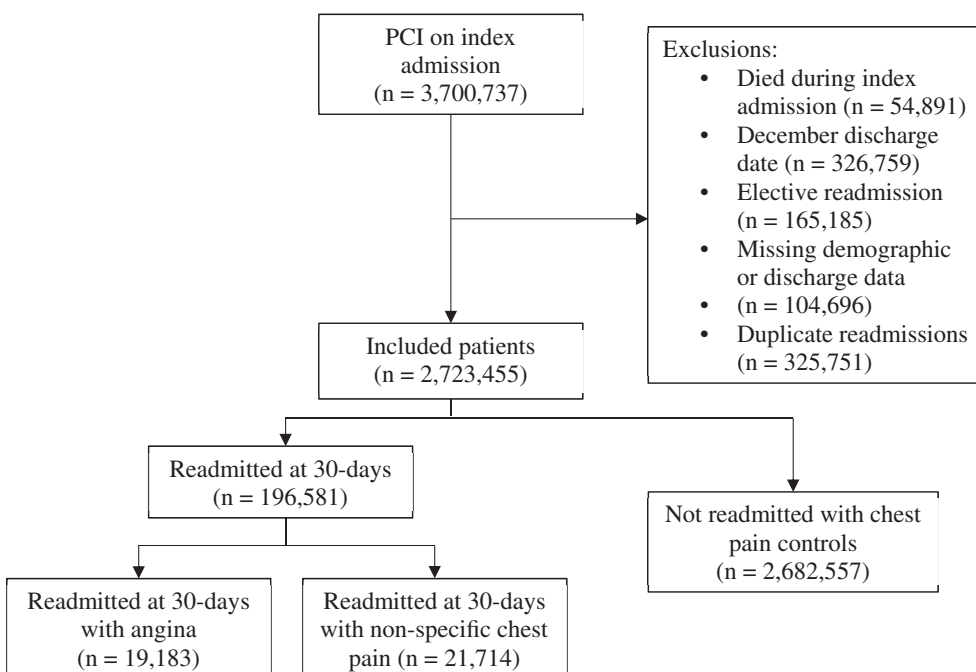 PCI on index
admission
(n = 3,700,737)
Exclusions:
• Died during index
admission (n = 54,891)
• December discharge
date (n = 326,759)
• Elective readmission
(n = 165,185)
• Missing demographic
or discharge data
• (n = 104,696)
• Duplicate readmissions
(n = 325,751)
Included patients
(n = 2,723,455)
Readmitted at 30-days
(n = 196,581)
Not readmitted with chest
pain controls
(n = 2,682,557)
Readmitted at 30-days
with angina
(n = 19,183)
Readmitted at 30-days
with non-specific chest
pain (n = 21,714)